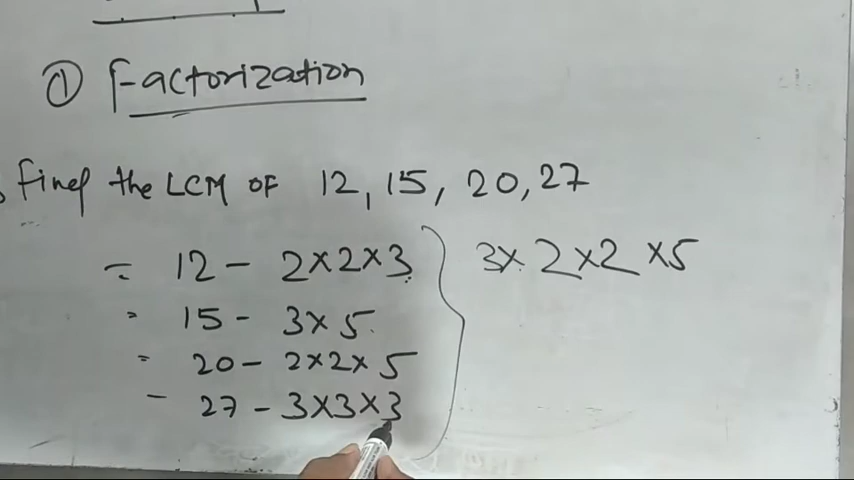 ① Factorization
Find the LCM OF 12, 15, 20, 27
= 12 - 2×2×3 } 3×2×2×5
= 15 - 3×5
= 20 - 2×2×5
- 27 - 3×3×3